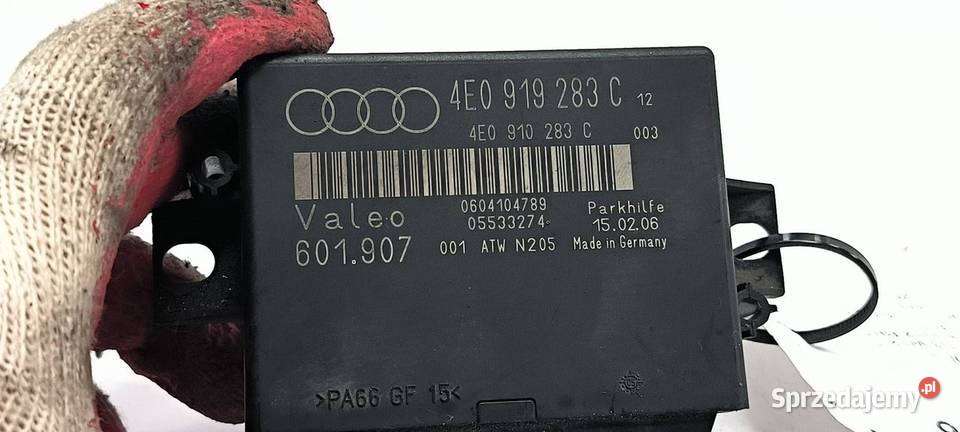 4E0 919 283 C 12
4E0 910 283 C 003
Valeo 0604104789 Parkhilfe
05533274- 15.02.06
601.907 001 ATW N205 Made in Germany
>PA66 GF 15<
Sprzedajemy.pl